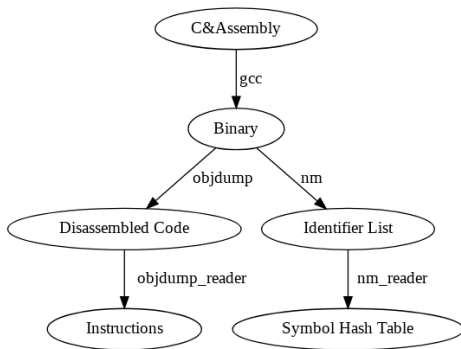 C&Assembly
gcc
Binary
objdump
nm
Disassembled Code
Identifier List
objdump_reader
nm_reader
Instructions
Symbol Hash Table